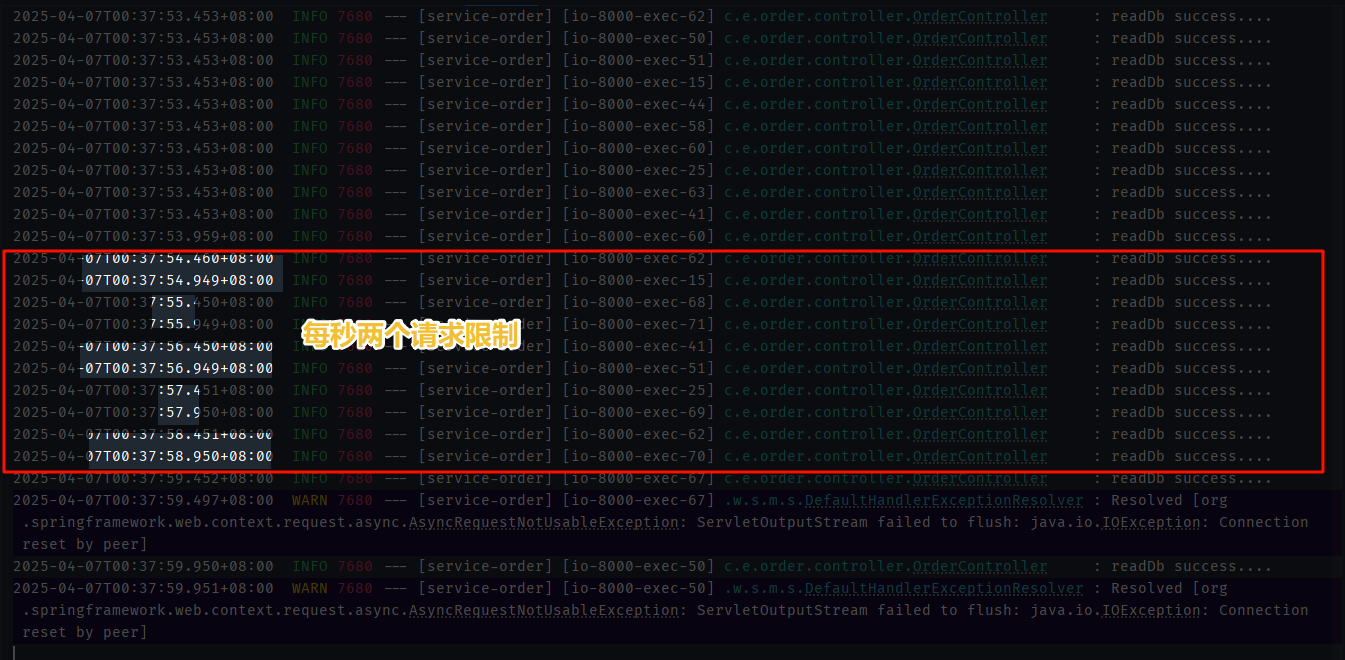 2025-04-07T00:37:53.453+08:00  INFO 7680 --- [service-order] [io-8000-exec-62] c.e.order.controller.OrderController     : readDb success....
2025-04-07T00:37:53.453+08:00  INFO 7680 --- [service-order] [io-8000-exec-50] c.e.order.controller.OrderController     : readDb success....
2025-04-07T00:37:53.453+08:00  INFO 7680 --- [service-order] [io-8000-exec-51] c.e.order.controller.OrderController     : readDb success....
2025-04-07T00:37:53.453+08:00  INFO 7680 --- [service-order] [io-8000-exec-15] c.e.order.controller.OrderController     : readDb success....
2025-04-07T00:37:53.453+08:00  INFO 7680 --- [service-order] [io-8000-exec-44] c.e.order.controller.OrderController     : readDb success....
2025-04-07T00:37:53.453+08:00  INFO 7680 --- [service-order] [io-8000-exec-58] c.e.order.controller.OrderController     : readDb success....
2025-04-07T00:37:53.453+08:00  INFO 7680 --- [service-order] [io-8000-exec-60] c.e.order.controller.OrderController     : readDb success....
2025-04-07T00:37:53.453+08:00  INFO 7680 --- [service-order] [io-8000-exec-25] c.e.order.controller.OrderController     : readDb success....
2025-04-07T00:37:53.453+08:00  INFO 7680 --- [service-order] [io-8000-exec-63] c.e.order.controller.OrderController     : readDb success....
2025-04-07T00:37:53.453+08:00  INFO 7680 --- [service-order] [io-8000-exec-41] c.e.order.controller.OrderController     : readDb success....
2025-04-07T00:37:53.959+08:00  INFO 7680 --- [service-order] [io-8000-exec-60] c.e.order.controller.OrderController     : readDb success....
2025-04-07T00:37:54.460+08:00  INFO 7680 --- [service-order] [io-8000-exec-62] c.e.order.controller.OrderController     : readDb success....
2025-04-07T00:37:54.949+08:00  INFO 7680 --- [service-order] [io-8000-exec-15] c.e.order.controller.OrderController     : readDb success....
2025-04-07T00:37:55.450+08:00  INFO 7680 --- [service-order] [io-8000-exec-68] c.e.order.controller.OrderController     : readDb success....
2025-04-07T00:37:55.949+08:00 [io-8000-exec-71] c.e.order.controller.OrderController     : readDb success....
每秒两个请求限制
2025-04-07T00:37:56.450+08:00 [io-8000-exec-41] c.e.order.controller.OrderController     : readDb success....
2025-04-07T00:37:56.949+08:00  INFO 7680 --- [service-order] [io-8000-exec-51] c.e.order.controller.OrderController     : readDb success....
2025-04-07T00:37:57.451+08:00  INFO 7680 --- [service-order] [io-8000-exec-25] c.e.order.controller.OrderController     : readDb success....
2025-04-07T00:37:57.950+08:00  INFO 7680 --- [service-order] [io-8000-exec-69] c.e.order.controller.OrderController     : readDb success....
2025-04-07T00:37:58.451+08:00  INFO 7680 --- [service-order] [io-8000-exec-62] c.e.order.controller.OrderController     : readDb success....
2025-04-07T00:37:58.950+08:00  INFO 7680 --- [service-order] [io-8000-exec-70] c.e.order.controller.OrderController     : readDb success....
2025-04-07T00:37:59.452+08:00  INFO 7680 --- [service-order] [io-8000-exec-67] c.e.order.controller.OrderController     : readDb success....
2025-04-07T00:37:59.497+08:00  WARN 7680 --- [service-order] [io-8000-exec-67] .w.s.m.s.DefaultHandlerExceptionResolver : Resolved [org
.springframework.web.context.request.async.AsyncRequestNotUsableException: ServletOutputStream failed to flush: java.io.IOException: Connection
reset by peer]
2025-04-07T00:37:59.950+08:00  INFO 7680 --- [service-order] [io-8000-exec-50] c.e.order.controller.OrderController     : readDb success....
2025-04-07T00:37:59.951+08:00  WARN 7680 --- [service-order] [io-8000-exec-50] .w.s.m.s.DefaultHandlerExceptionResolver : Resolved [org
.springframework.web.context.request.async.AsyncRequestNotUsableException: ServletOutputStream failed to flush: java.io.IOException: Connection
reset by peer]